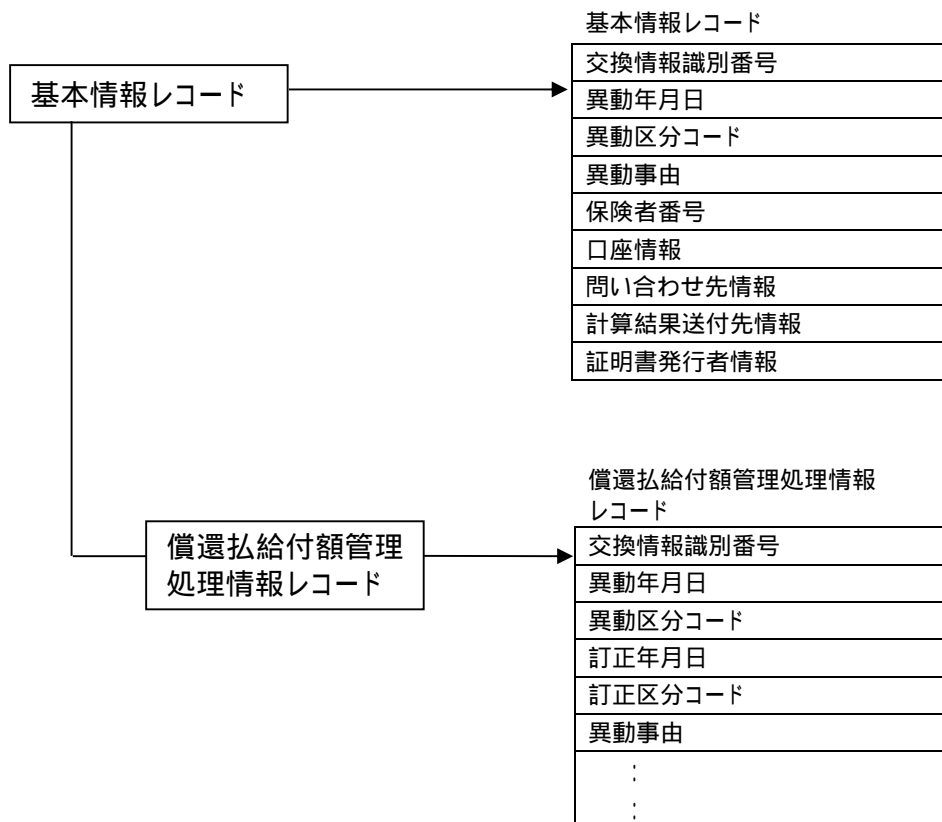 基本情報レコード
基本情報レコード
交換情報識別番号
異動年月日
異動区分コード
異動事由
保険者番号
口座情報
問い合わせ先情報
計算結果送付先情報
証明書発行者情報
償還払給付額管理
処理情報レコード
償還払給付額管理処理情報
レコード
交換情報識別番号
異動年月日
異動区分コード
訂正年月日
訂正区分コード
異動事由
:
: